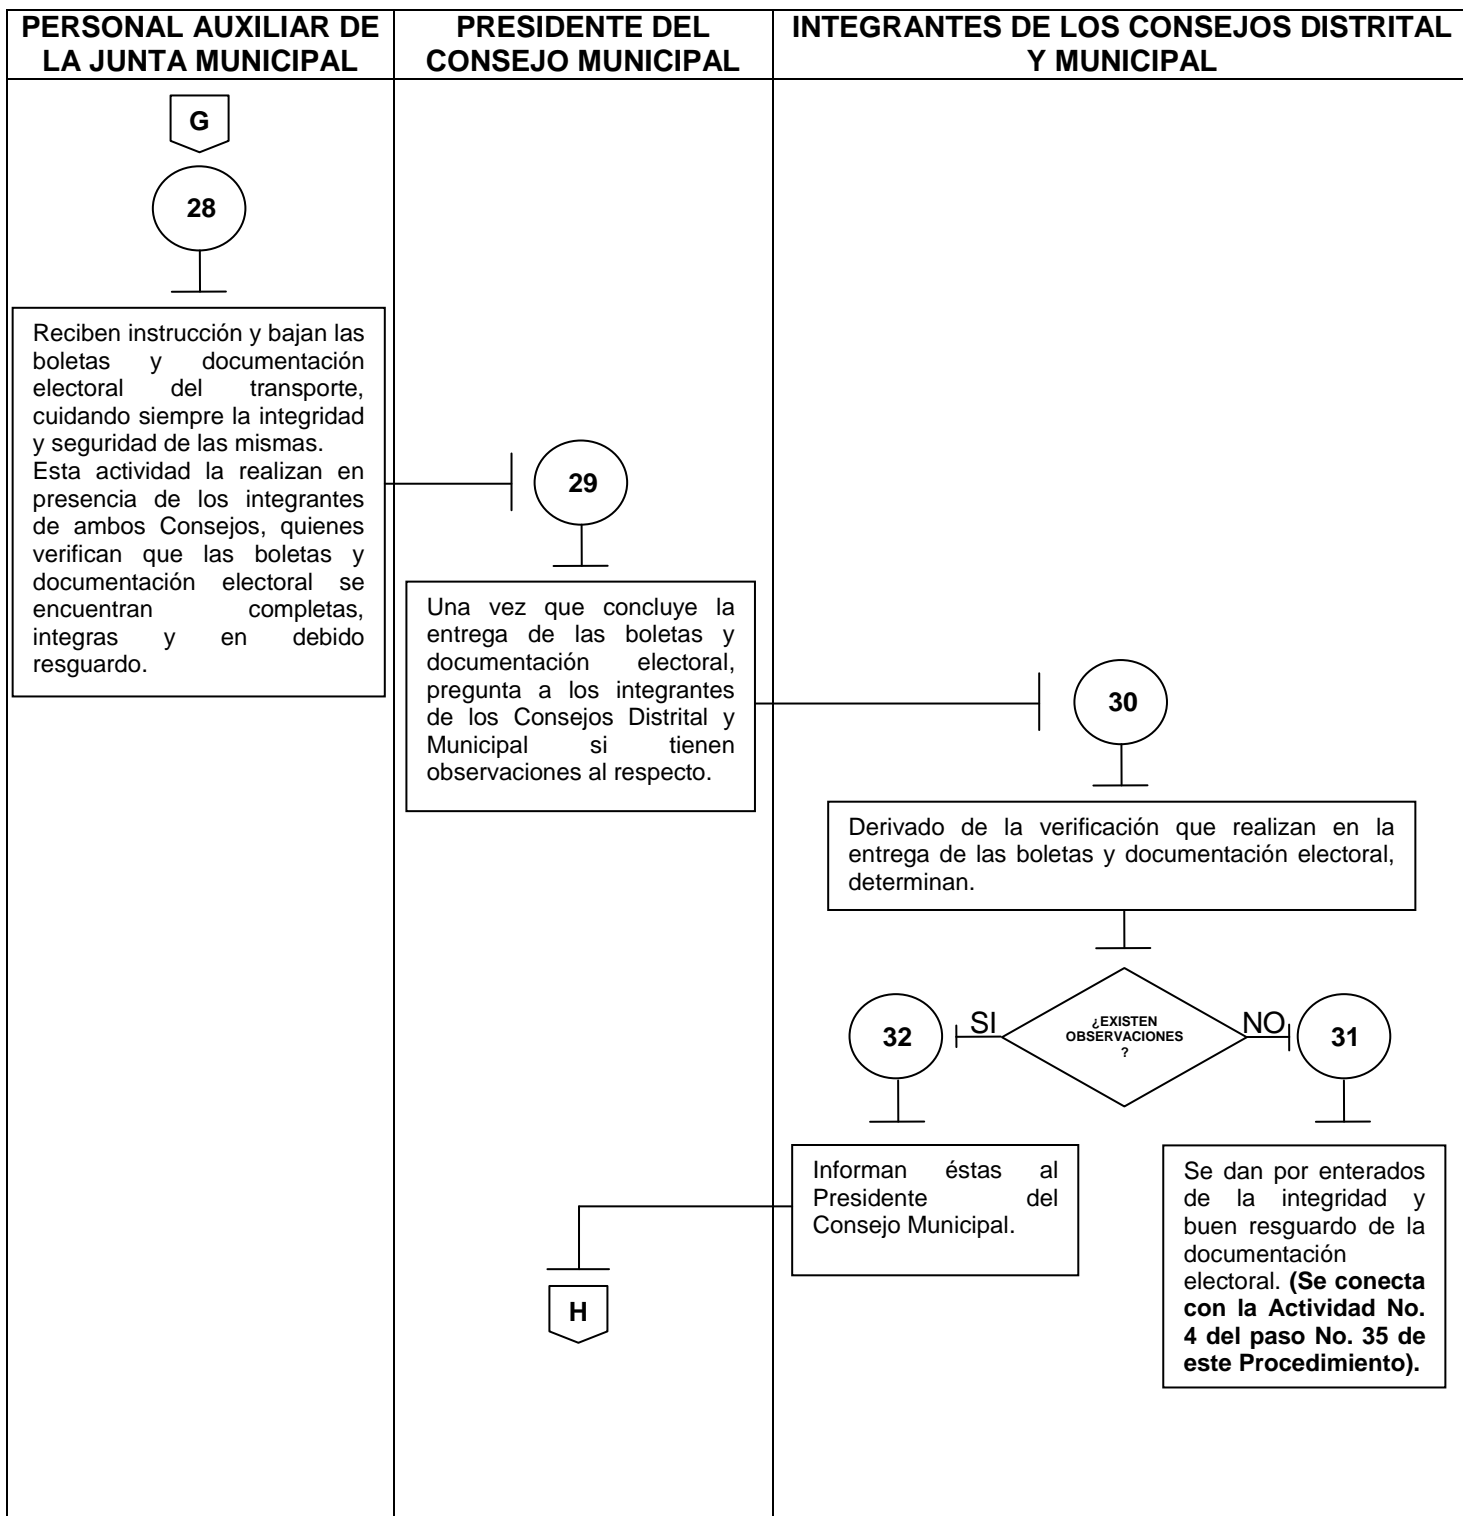 PERSONAL AUXILIAR DE
LA JUNTA MUNICIPAL
PRESIDENTE DEL
CONSEJO MUNICIPAL
INTEGRANTES DE LOS CONSEJOS DISTRITAL
Y MUNICIPAL
G
28
Reciben instrucción y bajan las
boletas y documentación
electoral del transporte,
cuidando siempre la integridad
y seguridad de las mismas.
Esta actividad la realizan en
presencia de los integrantes
de ambos Consejos, quienes
verifican que las boletas y
documentación electoral se
encuentran completas,
integras y en debido
resguardo.
29
Una vez que concluye la
entrega de las boletas y
documentación electoral,
pregunta a los integrantes
de los Consejos Distrital y
Municipal si tienen
observaciones al respecto.
30
Derivado de la verificación que realizan en la
entrega de las boletas y documentación electoral,
determinan.
32
SI
¿EXISTEN
OBSERVACIONES
?
NO
31
Informan éstas al
Presidente del
Consejo Municipal.
H
Se dan por enterados
de la integridad y
buen resguardo de la
documentación
electoral. (Se conecta
con la Actividad No.
4 del paso No. 35 de
este Procedimiento).